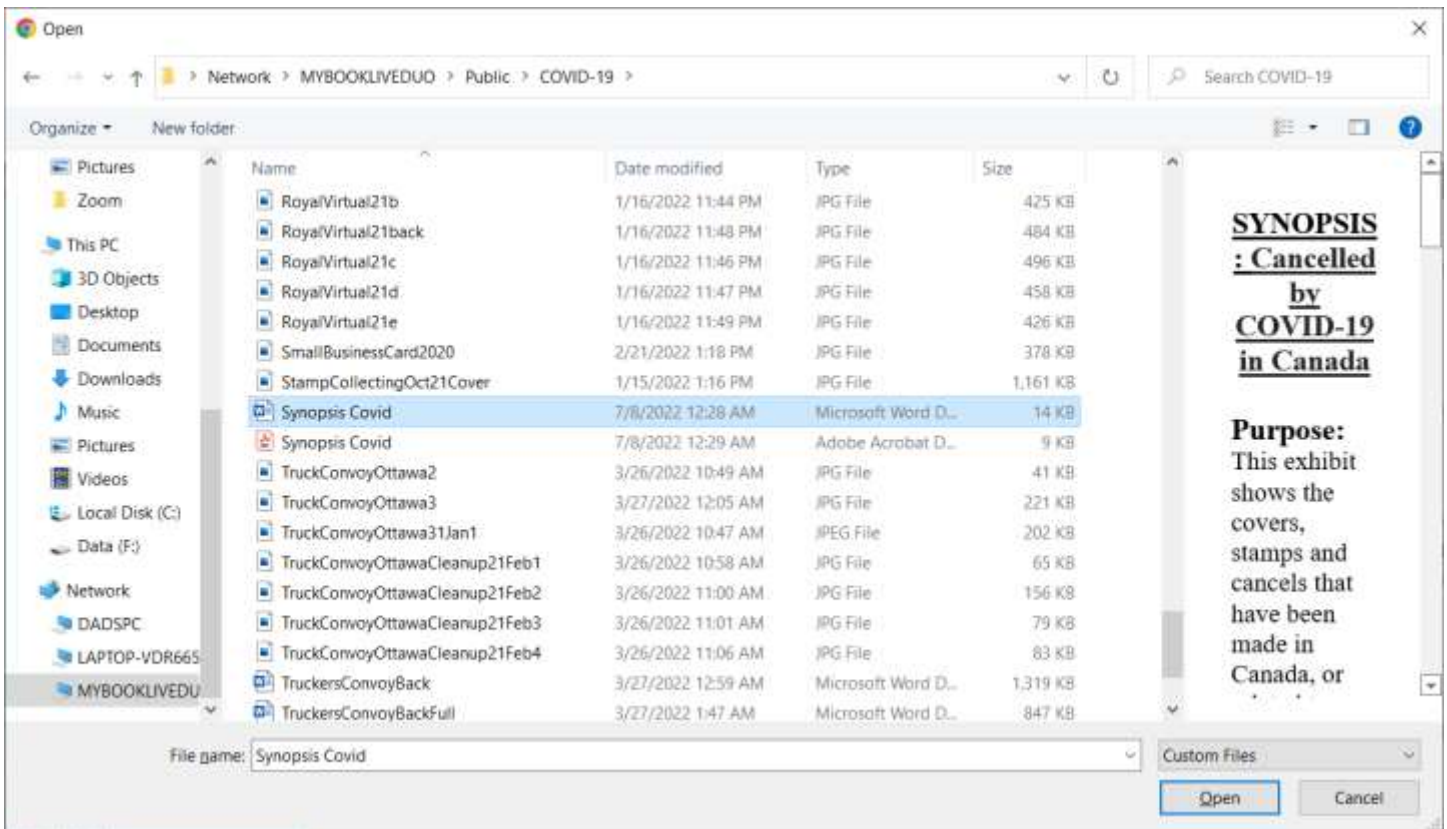 Open
Network > MYBOOKLIVEDUO > Public > COVID-19 >
Search COVID-19
Organize
New folder
Pictures
Zoom
This PC
3D Objects
Desktop
Documents
Downloads
Music
Pictures
Videos
Local Disk (C:)
Data (F:)
Network
DADSPC
LAPTOP-VDR665
MYBOOKLIVEDU
Name Date modified Type Size
RoyalVirtual21b 1/16/2022 11:44 PM JPG File 425 KB
RoyalVirtual21back 1/16/2022 11:48 PM JPG File 484 KB
RoyalVirtual21c 1/16/2022 11:46 PM JPG File 496 KB
RoyalVirtual21d 1/16/2022 11:47 PM JPG File 458 KB
RoyalVirtual21e 1/16/2022 11:49 PM JPG File 426 KB
SmallBusinessCard2020 2/21/2022 1:18 PM JPG File 378 KB
StampCollectingOct21Cover 1/15/2022 1:16 PM JPG File 1,161 KB
Synopsis Covid 7/8/2022 12:28 AM Microsoft Word D... 14 KB
Synopsis Covid 7/8/2022 12:29 AM Adobe Acrobat D... 9 KB
TruckConvoyOttawa2 3/26/2022 10:49 AM JPG File 41 KB
TruckConvoyOttawa3 3/27/2022 12:05 AM JPG File 221 KB
TruckConvoyOttawa31Jan1 3/26/2022 10:47 AM JPEG File 202 KB
TruckConvoyOttawaCleanup21Feb1 3/26/2022 10:58 AM JPG File 65 KB
TruckConvoyOttawaCleanup21Feb2 3/26/2022 11:00 AM JPG File 156 KB
TruckConvoyOttawaCleanup21Feb3 3/26/2022 11:01 AM JPG File 79 KB
TruckConvoyOttawaCleanup21Feb4 3/26/2022 11:06 AM JPG File 83 KB
TruckersConvoyBack 3/27/2022 12:59 AM Microsoft Word D... 1,319 KB
TruckersConvoyBackFull 3/27/2022 1:47 AM Microsoft Word D... 847 KB
SYNOPSIS
: Cancelled
by
COVID-19
in Canada
Purpose:
This exhibit
shows the
covers,
stamps and
cancels that
have been
made in
Canada, or
File name: Synopsis Covid
Custom Files
Open
Cancel